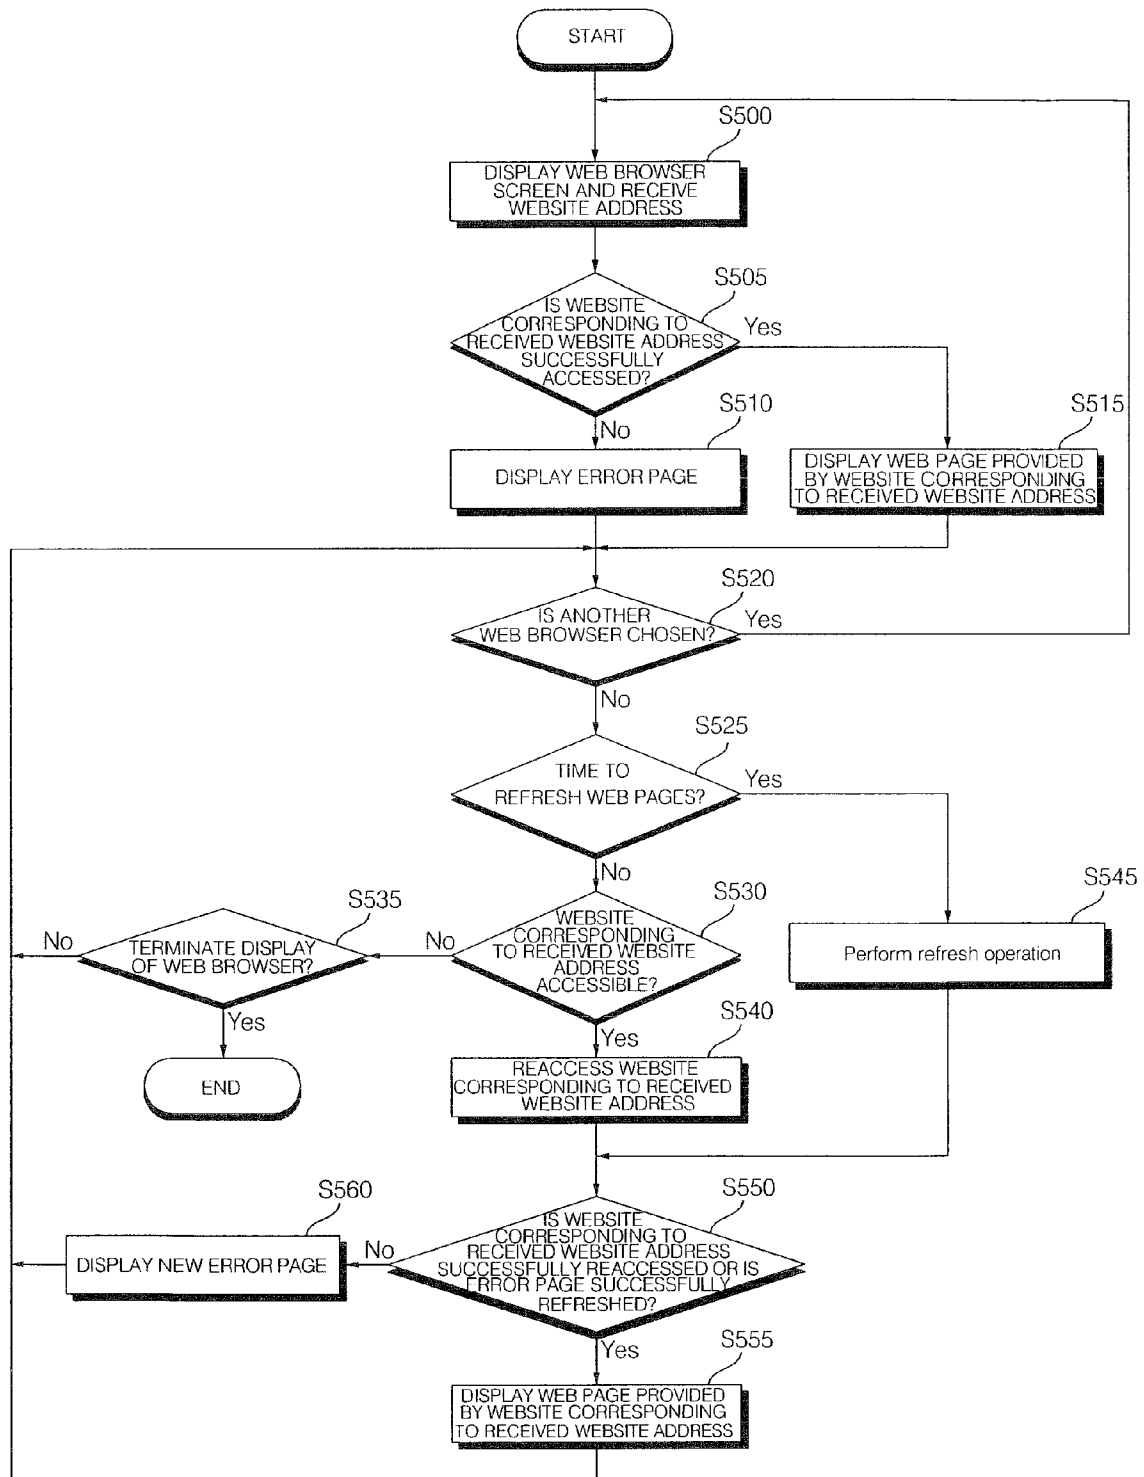 START
S500
DISPLAY WEB BROWSER
SCREEN AND RECEIVE
WEBSITE ADDRESS
S505
IS WEBSITE
CORRESPONDING TO
RECEIVED WEBSITE ADDRESS
SUCCESSFULLY
ACCESSED?
Yes
No
S510
DISPLAY ERROR PAGE
S515
DISPLAY WEB PAGE PROVIDED
BY WEBSITE CORRESPONDING
TO RECEIVED WEBSITE ADDRESS
S520
IS ANOTHER
WEB BROWSER CHOSEN?
Yes
No
S525
TIME TO
REFRESH WEB PAGES?
Yes
No
S530
WEBSITE
CORRESPONDING
TO RECEIVED WEBSITE
ADDRESS
ACCESSIBLE?
No
Yes
S535
TERMINATE DISPLAY
OF WEB BROWSER?
No
Yes
END
S545
Perform refresh operation
S540
REACCESS WEBSITE
CORRESPONDING TO RECEIVED
WEBSITE ADDRESS
S550
IS WEBSITE
CORRESPONDING TO
RECEIVED WEBSITE ADDRESS
SUCCESSFULLY REACCESSED OR IS
ERROR PAGE SUCCESSFULLY
REFRESHED?
No
Yes
S560
DISPLAY NEW ERROR PAGE
S555
DISPLAY WEB PAGE PROVIDED
BY WEBSITE CORRESPONDING
TO RECEIVED WEBSITE ADDRESS